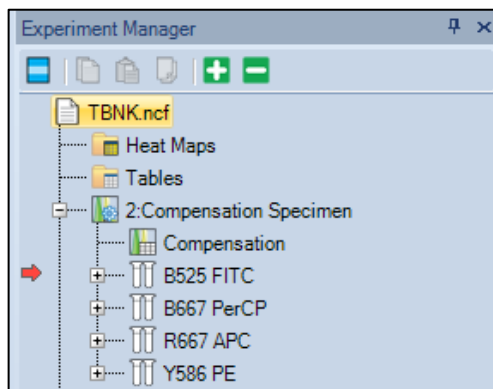 Experiment Manager
TBNK.ncf
Heat Maps
Tables
2:Compensation Specimen
Compensation
B525 FITC
B667 PerCP
R667 APC
Y586 PE